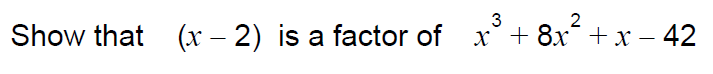 Show that (x – 2) is a factor of x³ + 8x² + x – 42